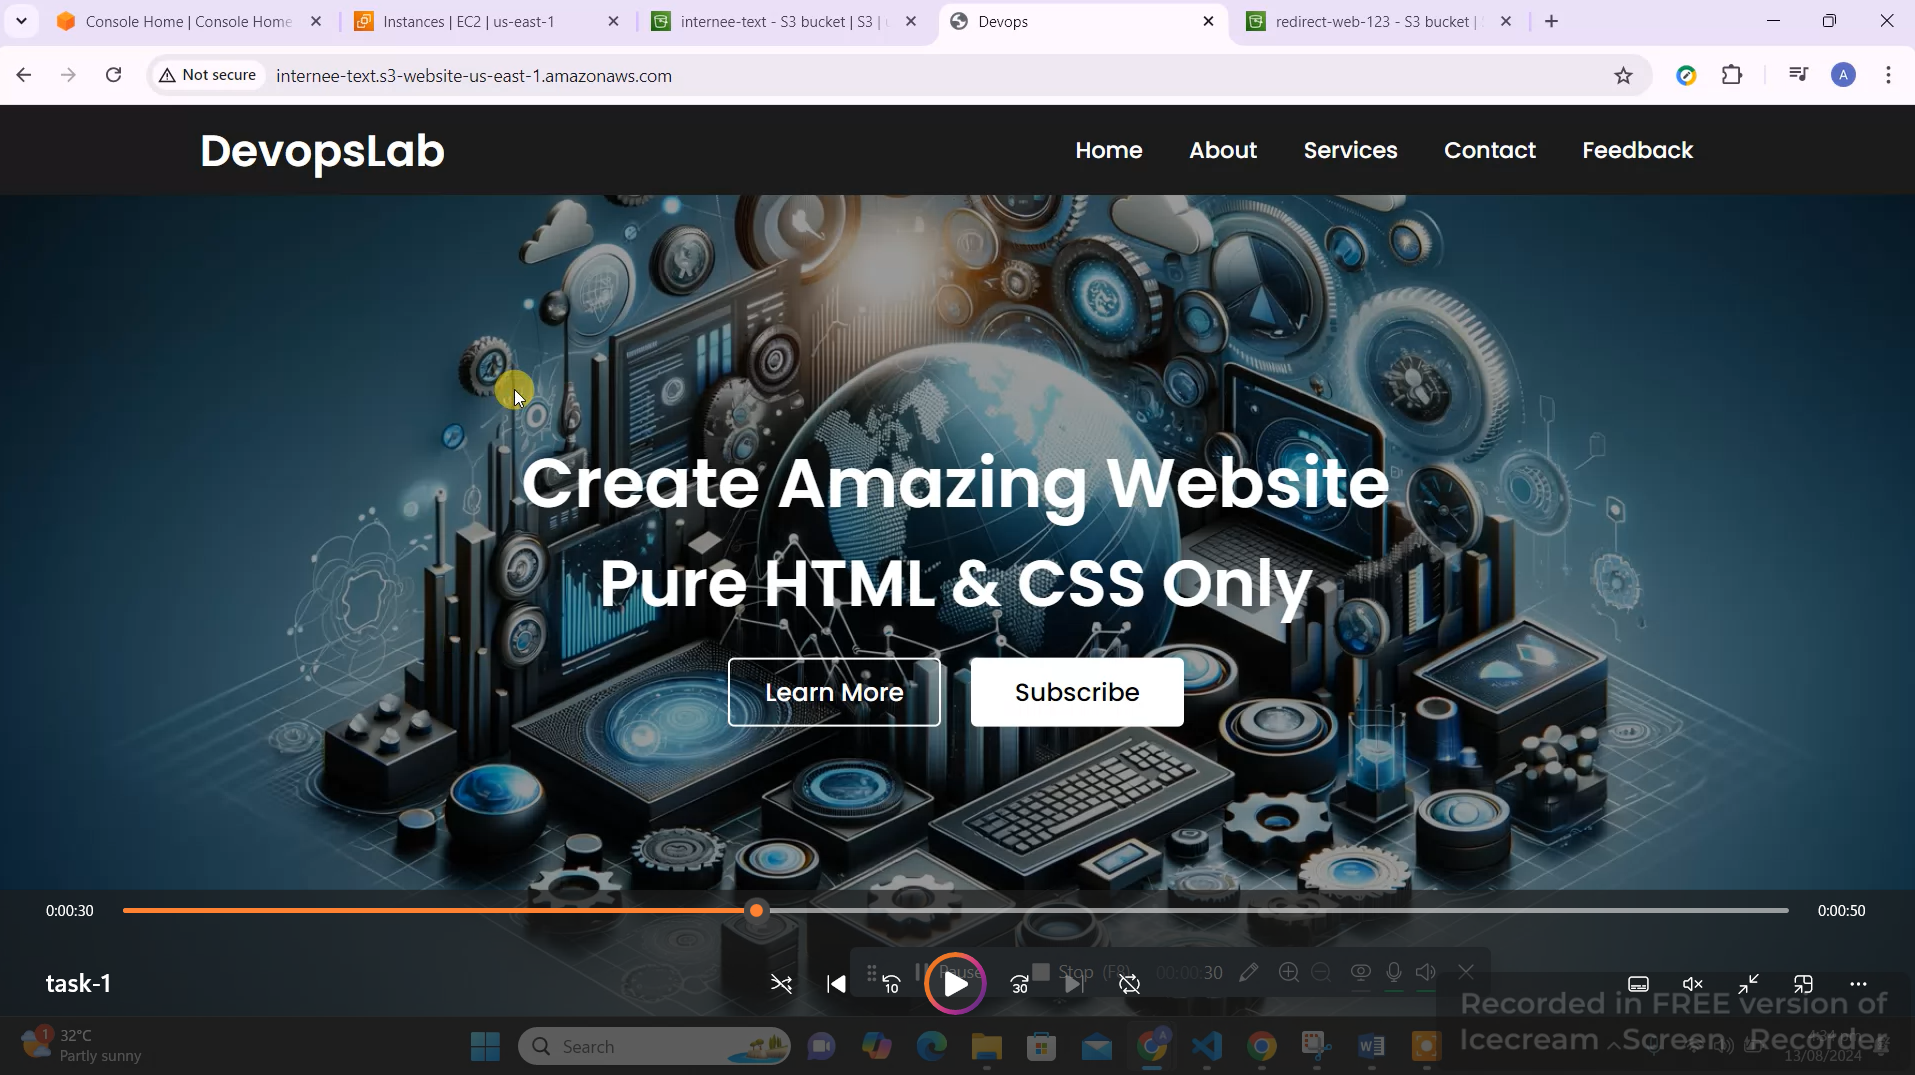 Console Home | Console Home
Instances | EC2 | us-east-1
internee-text - S3 bucket | S3 | u
Devops
redirect-web-123 - S3 bucket |
Not secure
internee-text.s3-website-us-east-1.amazonaws.com
A
DevopsLab
Home
About
Services
Contact
Feedback
Create Amazing Website
Pure HTML & CSS Only
Learn More
Subscribe
0:00:30
0:00:50
task-1
10
30
Pause
Stop (F8)
00:00:30
Recorded in FREE version of
Icecream Screen Recorder
1
32°C
Partly sunny
Search
13/08/2024